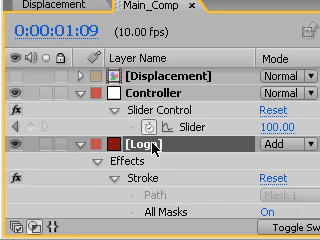 Displacement Main_Comp
0:00:01:09 (10.00 fps)
Layer Name Mode
[Displacement] Normal
Controller Normal
Slider Control Reset
Slider 100.00
[Logo] Add
Effects
Stroke Reset
Path Mask 1
All Masks On
Toggle Sw